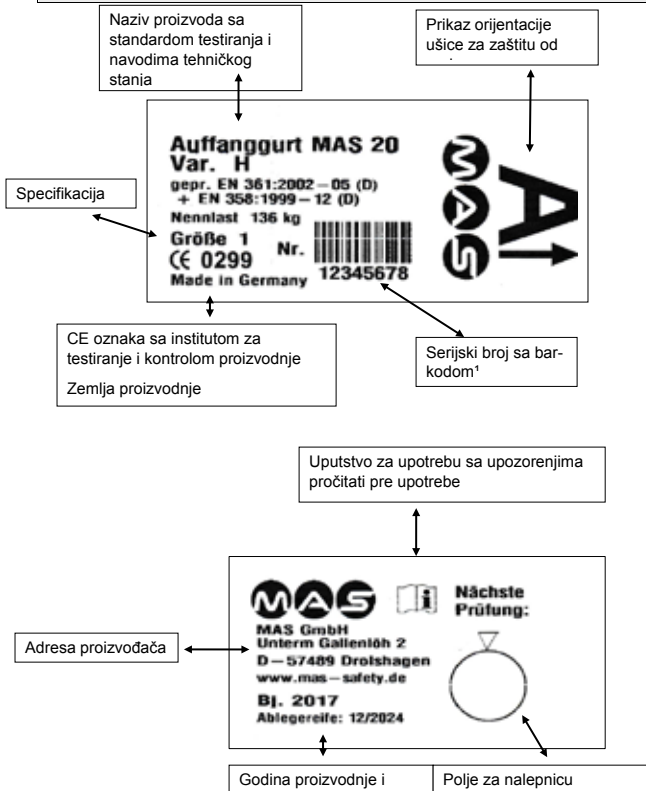 Naziv proizvoda sa
standardom testiranja i
navodima tehničkog
stanja
Prikaz orijentacije
ušice za zaštitu od
Auffanggurt MAS 20
Var. H
gepr. EN 361:2002-05 (D)
+ EN 358:1999-12 (D)
Nennlast 136 kg
Größe 1
Nr.
CE 0299
12345678
Made in Germany
MAS
A
Specifikacija
CE oznaka sa institutom za
testiranje i kontrolom proizvodnje
Zemlja proizvodnje
Serijski broj sa bar-
kodom¹
Uputstvo za upotrebu sa upozorenjima
pročitati pre upotrebe
MAS
i
Nächste
Prüfung:
MAS GmbH
Unterm Gallenlöh 2
D-57489 Drolshagen
www.mas-safety.de
Bj. 2017
Ablegereife: 12/2024
Adresa proizvođača
Godina proizvodnje i
Polje za nalepnicu